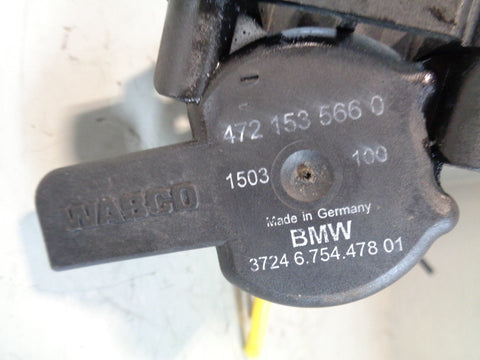 472 153 566 0
1503
100
WABCO
Made in Germany
BMW
3724 6.754.478 01